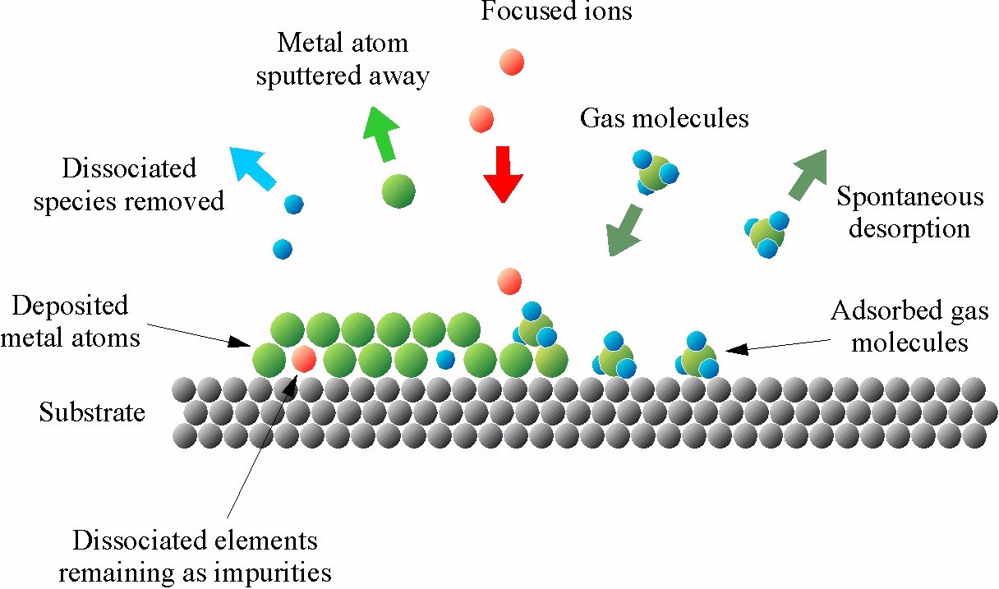 Focused ions
Metal atom
sputtered away
Gas molecules
Dissociated
species removed
Spontaneous
desorption
Deposited
metal atoms
Adsorbed gas
molecules
Substrate
Dissociated elements
remaining as impurities